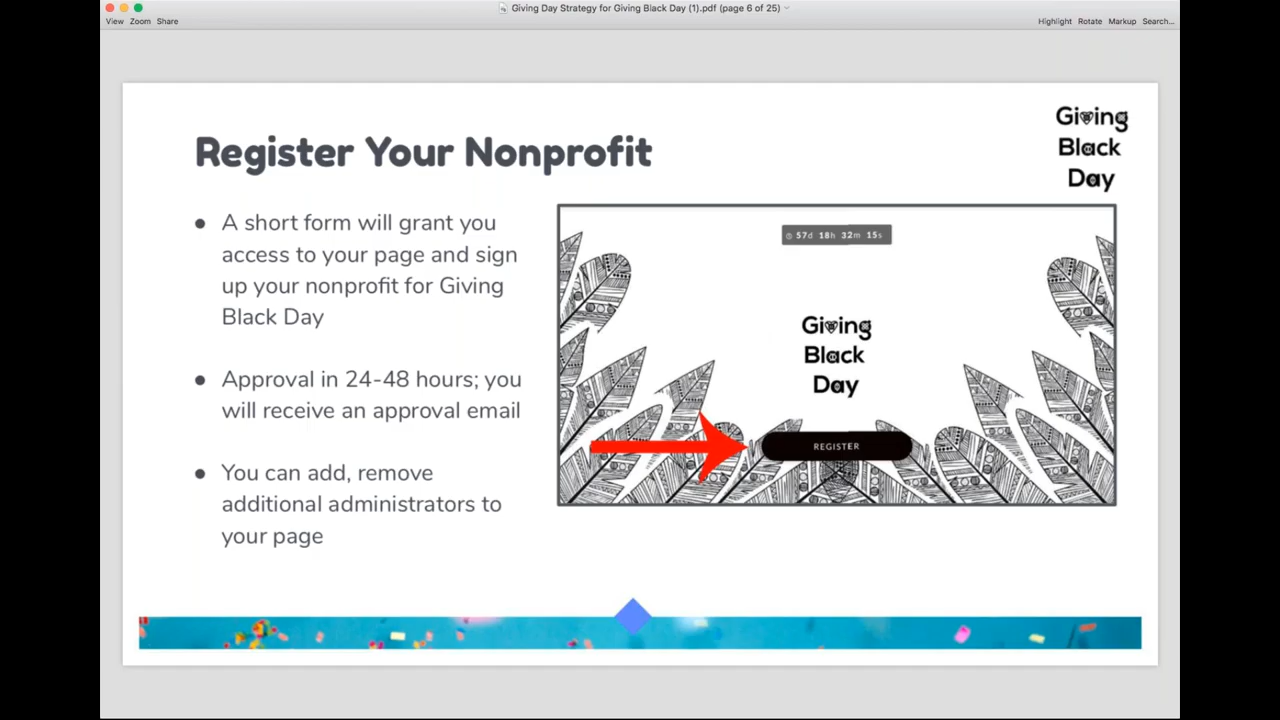 Giving Day Strategy for Giving Black Day (1).pdf (page 6 of 25)
View Zoom Share
Highlight Rotate Markup Search...
Giving
Black
Day
Register Your Nonprofit
● A short form will grant you
access to your page and sign
up your nonprofit for Giving
Black Day
● Approval in 24-48 hours; you
will receive an approval email
● You can add, remove
additional administrators to
your page
57d 18h 32m 15s
Giving
Black
Day
REGISTER